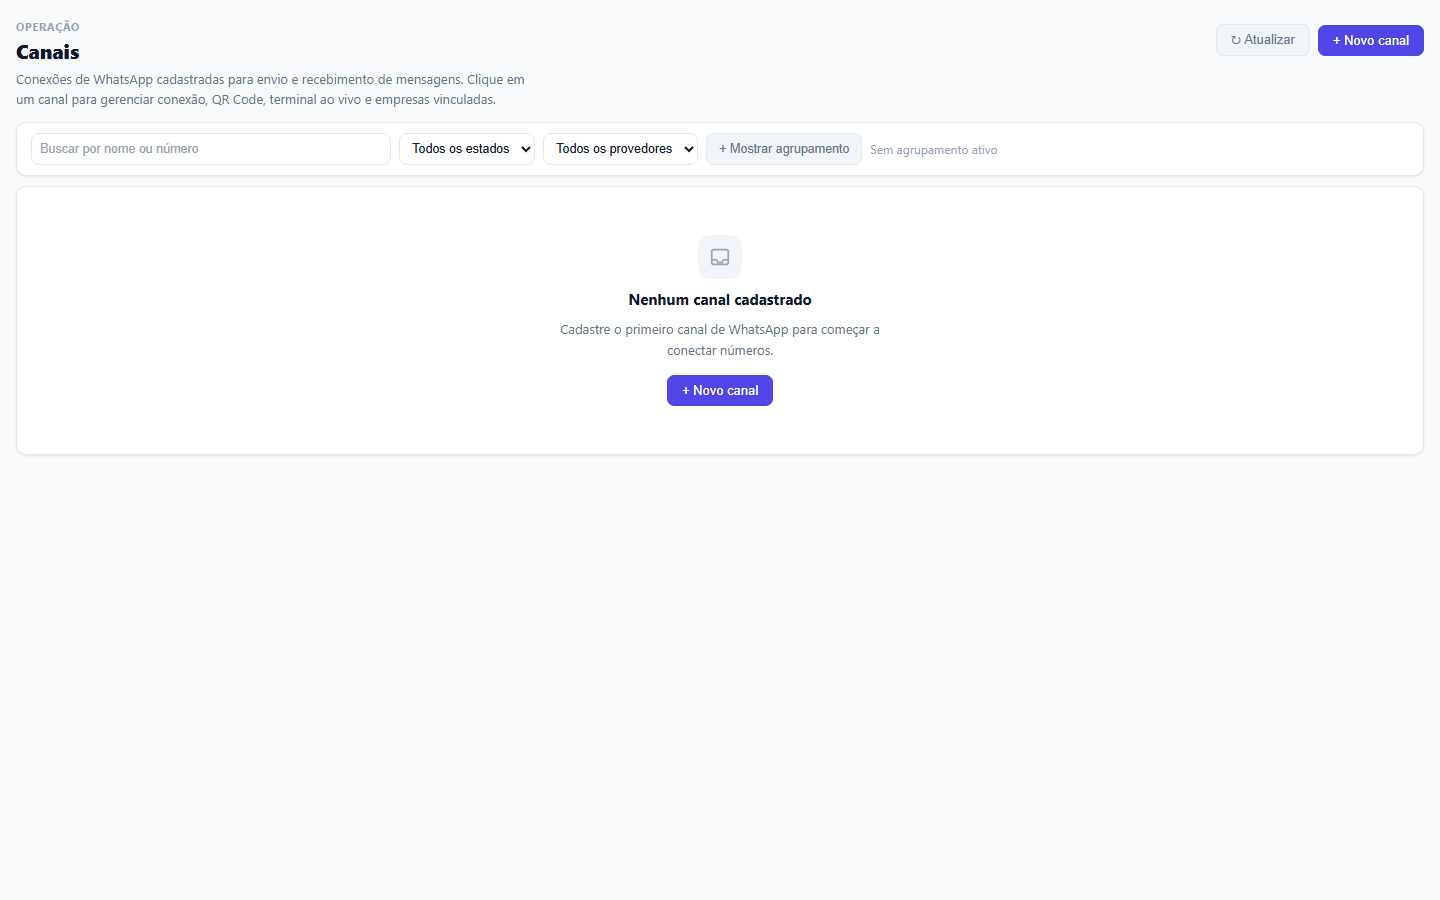 OPERAÇÃO
Canais
Conexões de WhatsApp cadastradas para envio e recebimento de mensagens. Clique em
um canal para gerenciar conexão, QR Code, terminal ao vivo e empresas vinculadas.
↻ Atualizar
+ Novo canal
Buscar por nome ou número
Todos os estados
Todos os provedores
+ Mostrar agrupamento
Sem agrupamento ativo
Nenhum canal cadastrado
Cadastre o primeiro canal de WhatsApp para começar a
conectar números.
+ Novo canal